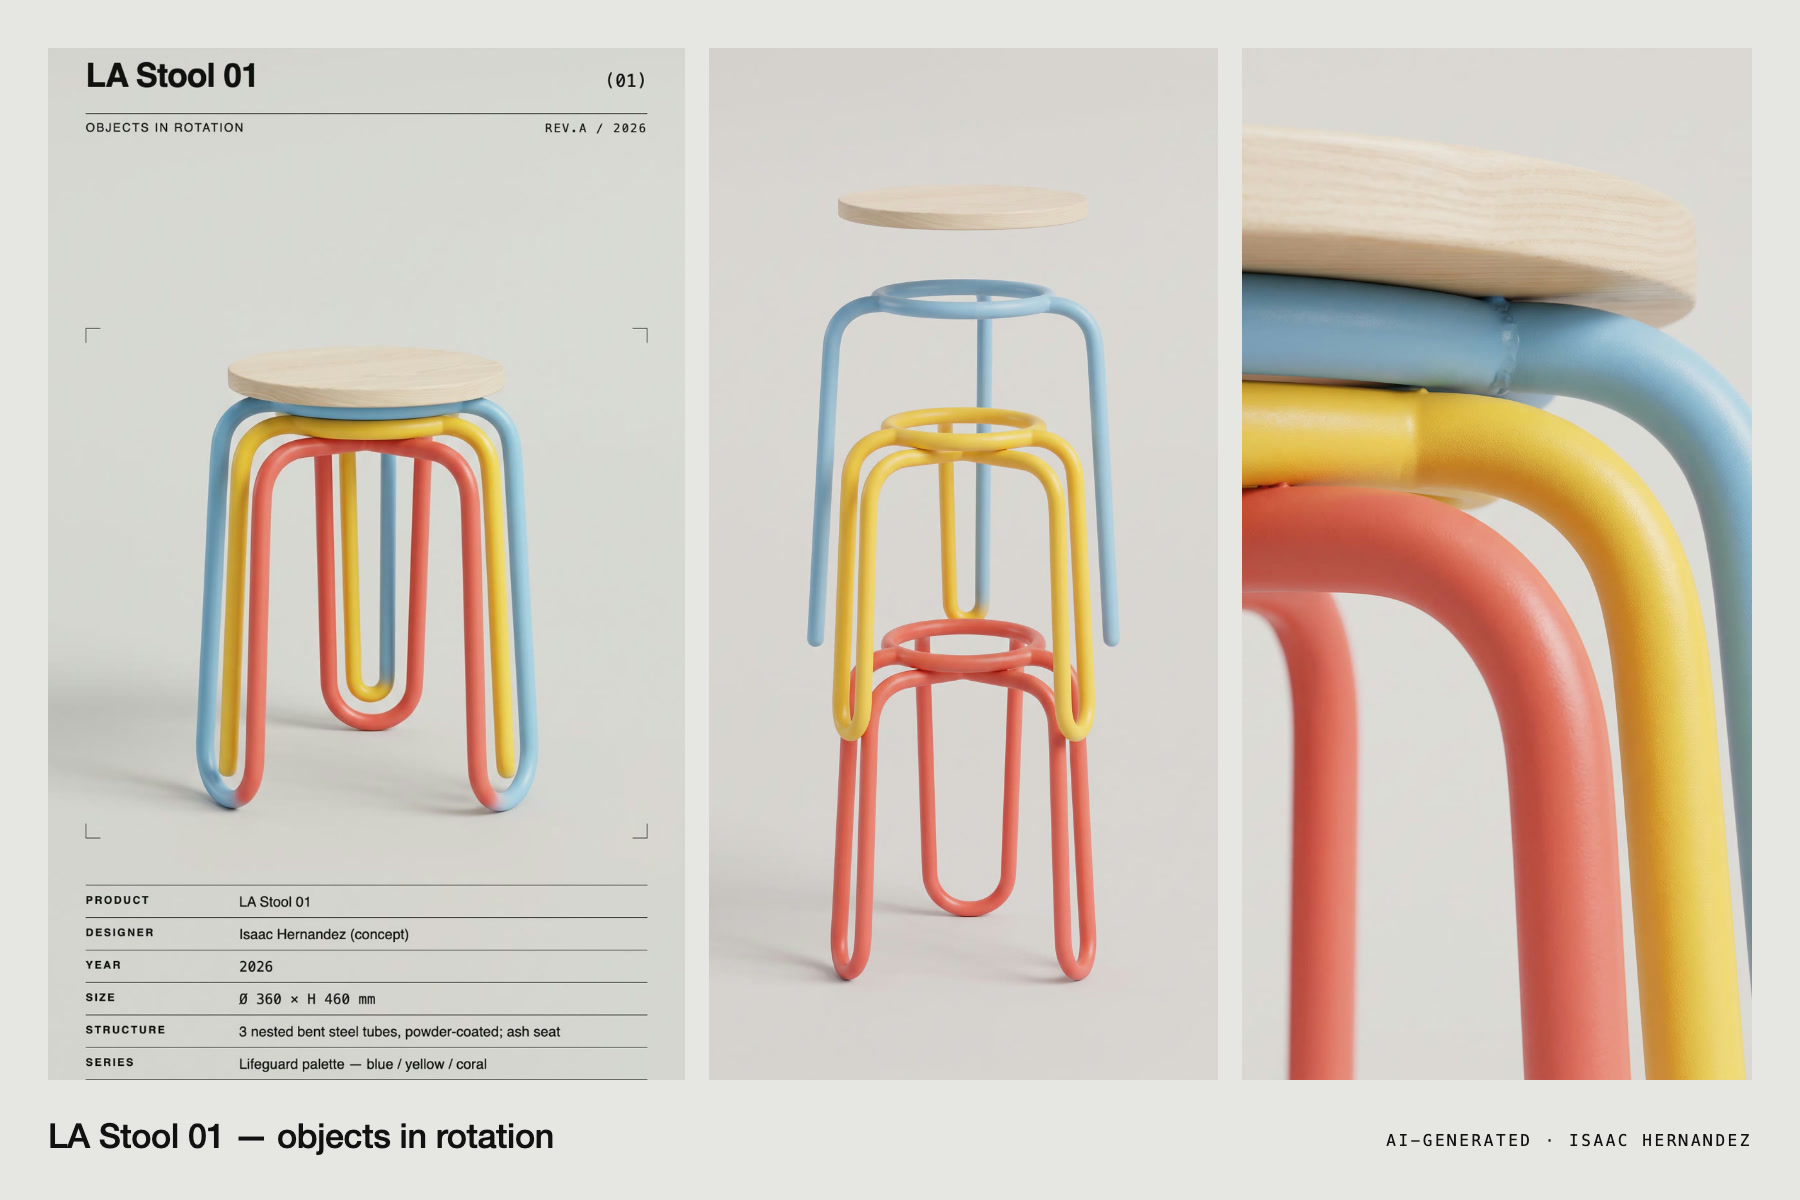 LA Stool 01
(01)
OBJECTS IN ROTATION
REV.A / 2026
PRODUCT LA Stool 01
DESIGNER Isaac Hernandez (concept)
YEAR 2026
SIZE Ø 360 × H 460 mm
STRUCTURE 3 nested bent steel tubes, powder-coated; ash seat
SERIES Lifeguard palette — blue / yellow / coral
LA Stool 01 — objects in rotation
AI-GENERATED · ISAAC HERNANDEZ